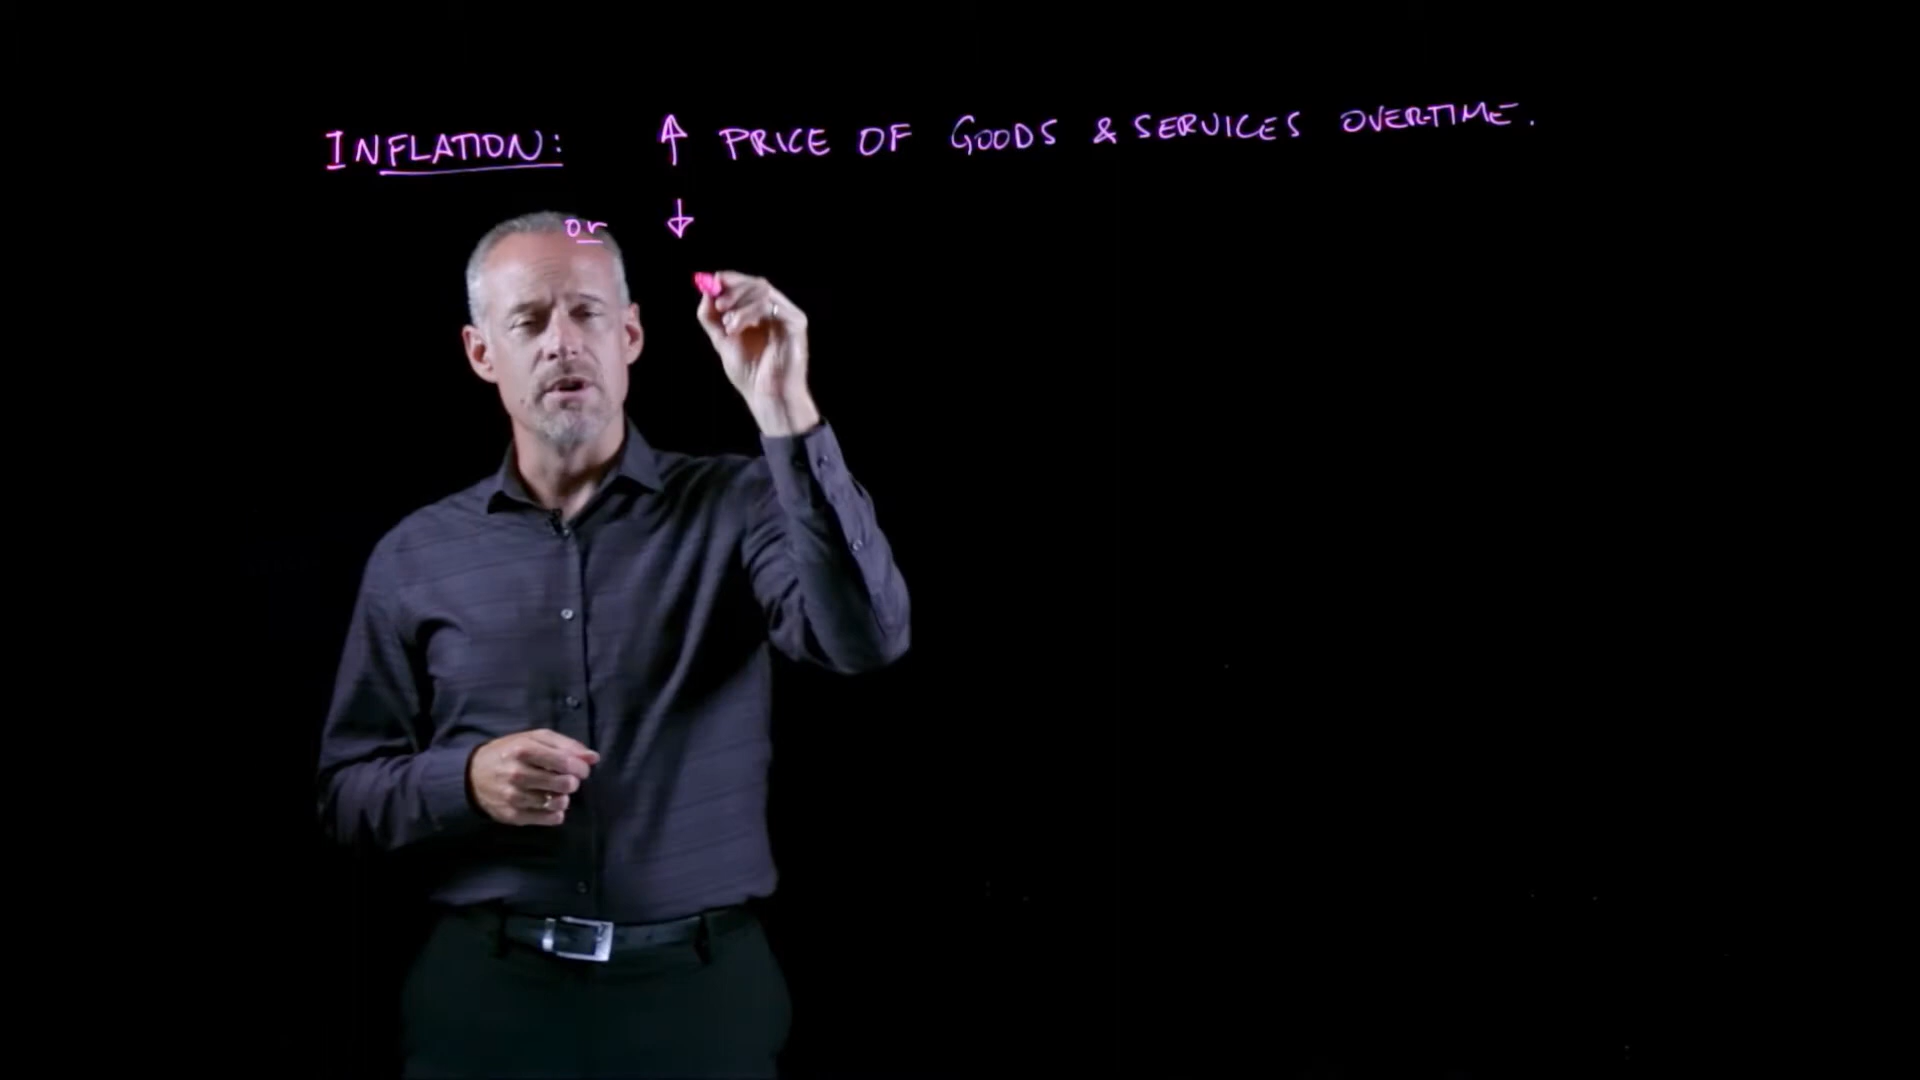 INFLATION: ↑ PRICE OF GOODS & SERVICES OVERTIME.
or ↓